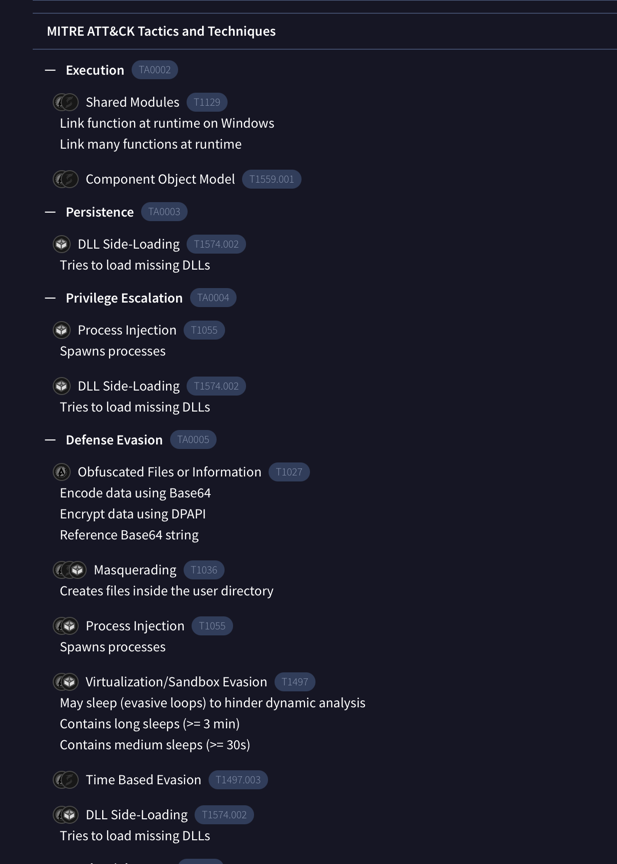 MITRE ATT&CK Tactics and Techniques
— Execution TA0002
Shared Modules T1129
Link function at runtime on Windows
Link many functions at runtime
Component Object Model T1559.001
— Persistence TA0003
DLL Side-Loading T1574.002
Tries to load missing DLLs
— Privilege Escalation TA0004
Process Injection T1055
Spawns processes
DLL Side-Loading T1574.002
Tries to load missing DLLs
— Defense Evasion TA0005
Obfuscated Files or Information T1027
Encode data using Base64
Encrypt data using DPAPI
Reference Base64 string
Masquerading T1036
Creates files inside the user directory
Process Injection T1055
Spawns processes
Virtualization/Sandbox Evasion T1497
May sleep (evasive loops) to hinder dynamic analysis
Contains long sleeps (>= 3 min)
Contains medium sleeps (>= 30s)
Time Based Evasion T1497.003
DLL Side-Loading T1574.002
Tries to load missing DLLs